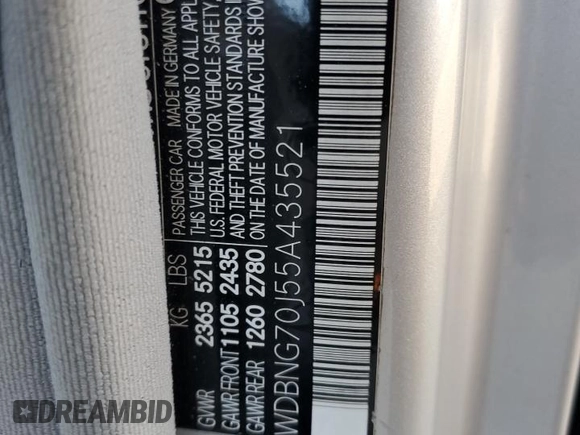 PASSENGER CAR MADE IN GERMANY
THIS VEHICLE CONFORMS TO ALL APPL
U.S. FEDERAL MOTOR VEHICLE SAFETY
AND THEFT PREVENTION STANDARDS I
ON THE DATE OF MANUFACTURE SHOWN
KG LBS
GVWR 2365 5215
GAWR FRONT 1105 2435
GAWR REAR 1260 2780
WDBNG70J55A435521
DREAMBID